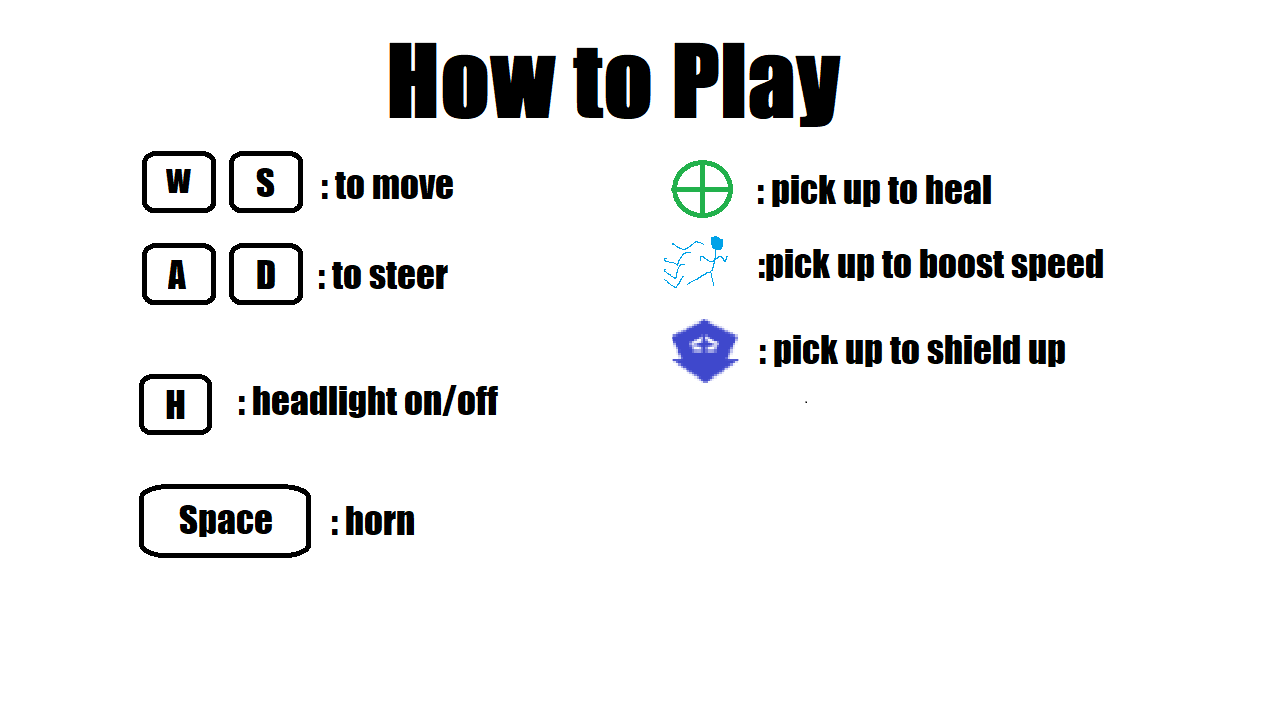 How to Play
W S : to move
A D : to steer
H : headlight on/off
Space : horn
: pick up to heal
:pick up to boost speed
<> : pick up to shield up